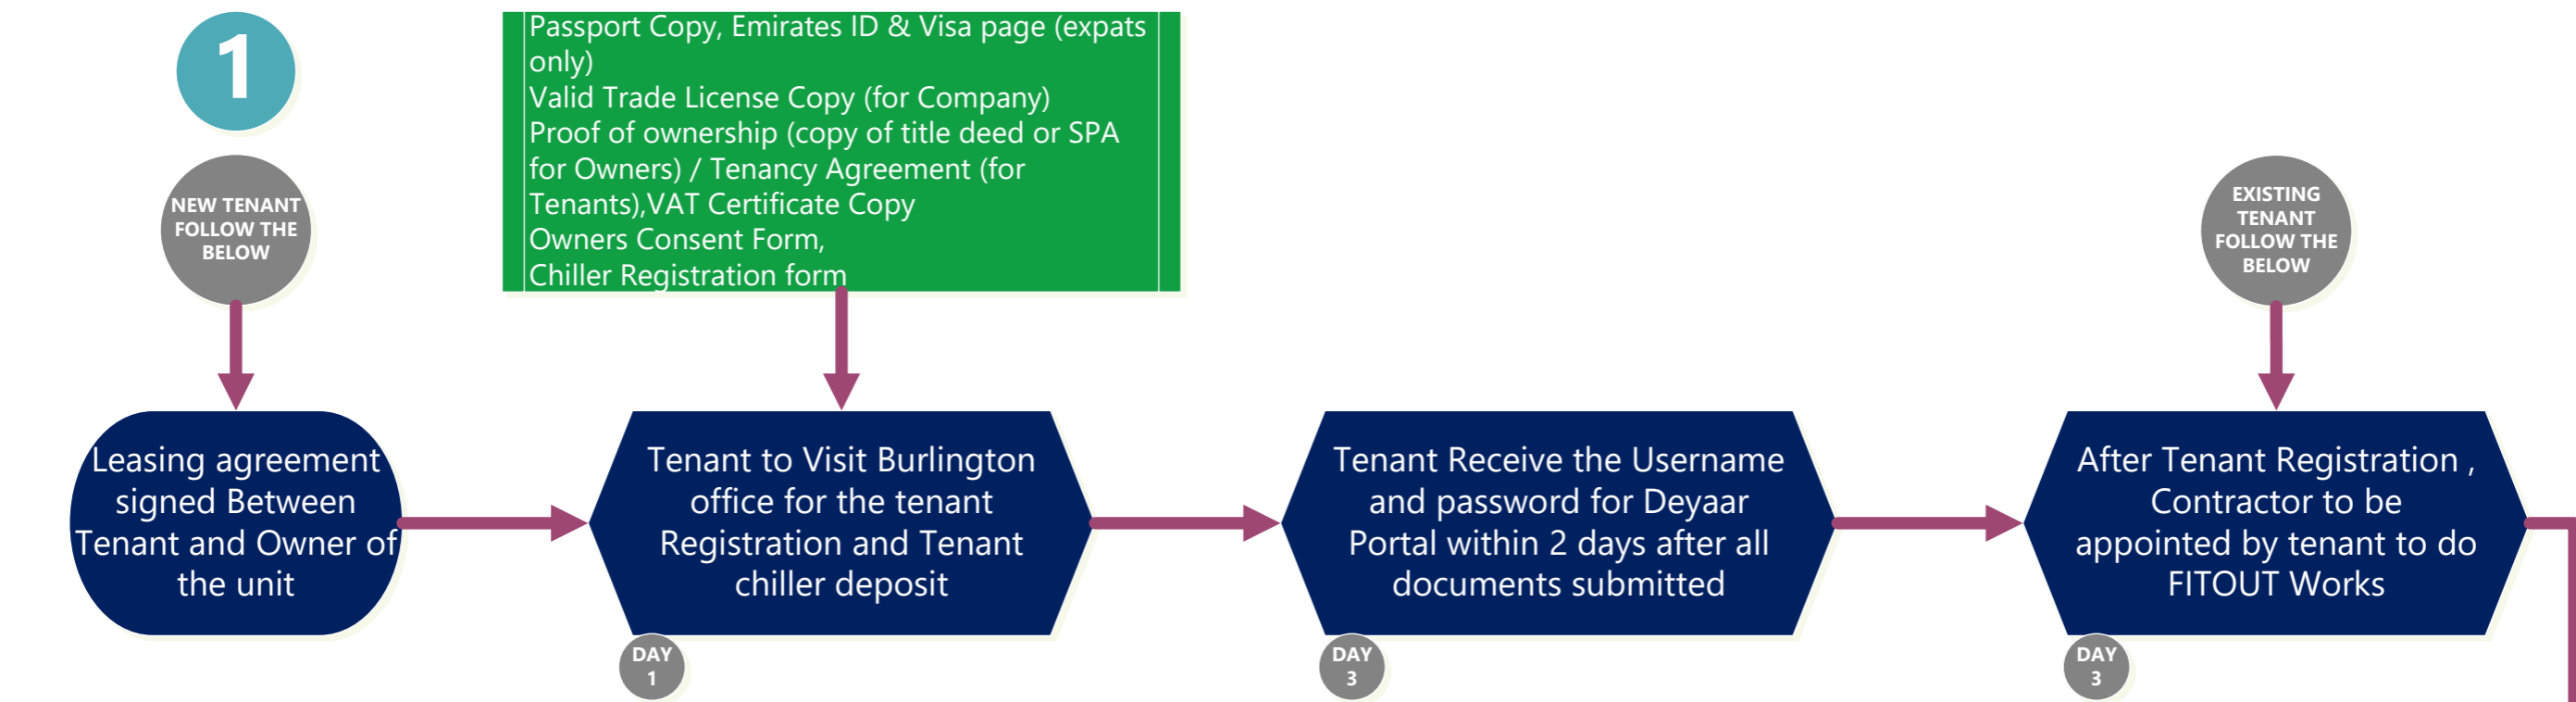 1
NEW TENANT
FOLLOW THE
BELOW
Passport Copy, Emirates ID & Visa page (expats
only)
Valid Trade License Copy (for Company)
Proof of ownership (copy of title deed or SPA
for Owners) / Tenancy Agreement (for
Tenants),VAT Certificate Copy
Owners Consent Form,
Chiller Registration form
EXISTING
TENANT
FOLLOW THE
BELOW
Leasing agreement
signed Between
Tenant and Owner of
the unit
Tenant to Visit Burlington
office for the tenant
Registration and Tenant
chiller deposit
DAY
1
Tenant Receive the Username
and password for Deyaar
Portal within 2 days after all
documents submitted
DAY
3
After Tenant Registration ,
Contractor to be
appointed by tenant to do
FITOUT Works
DAY
3